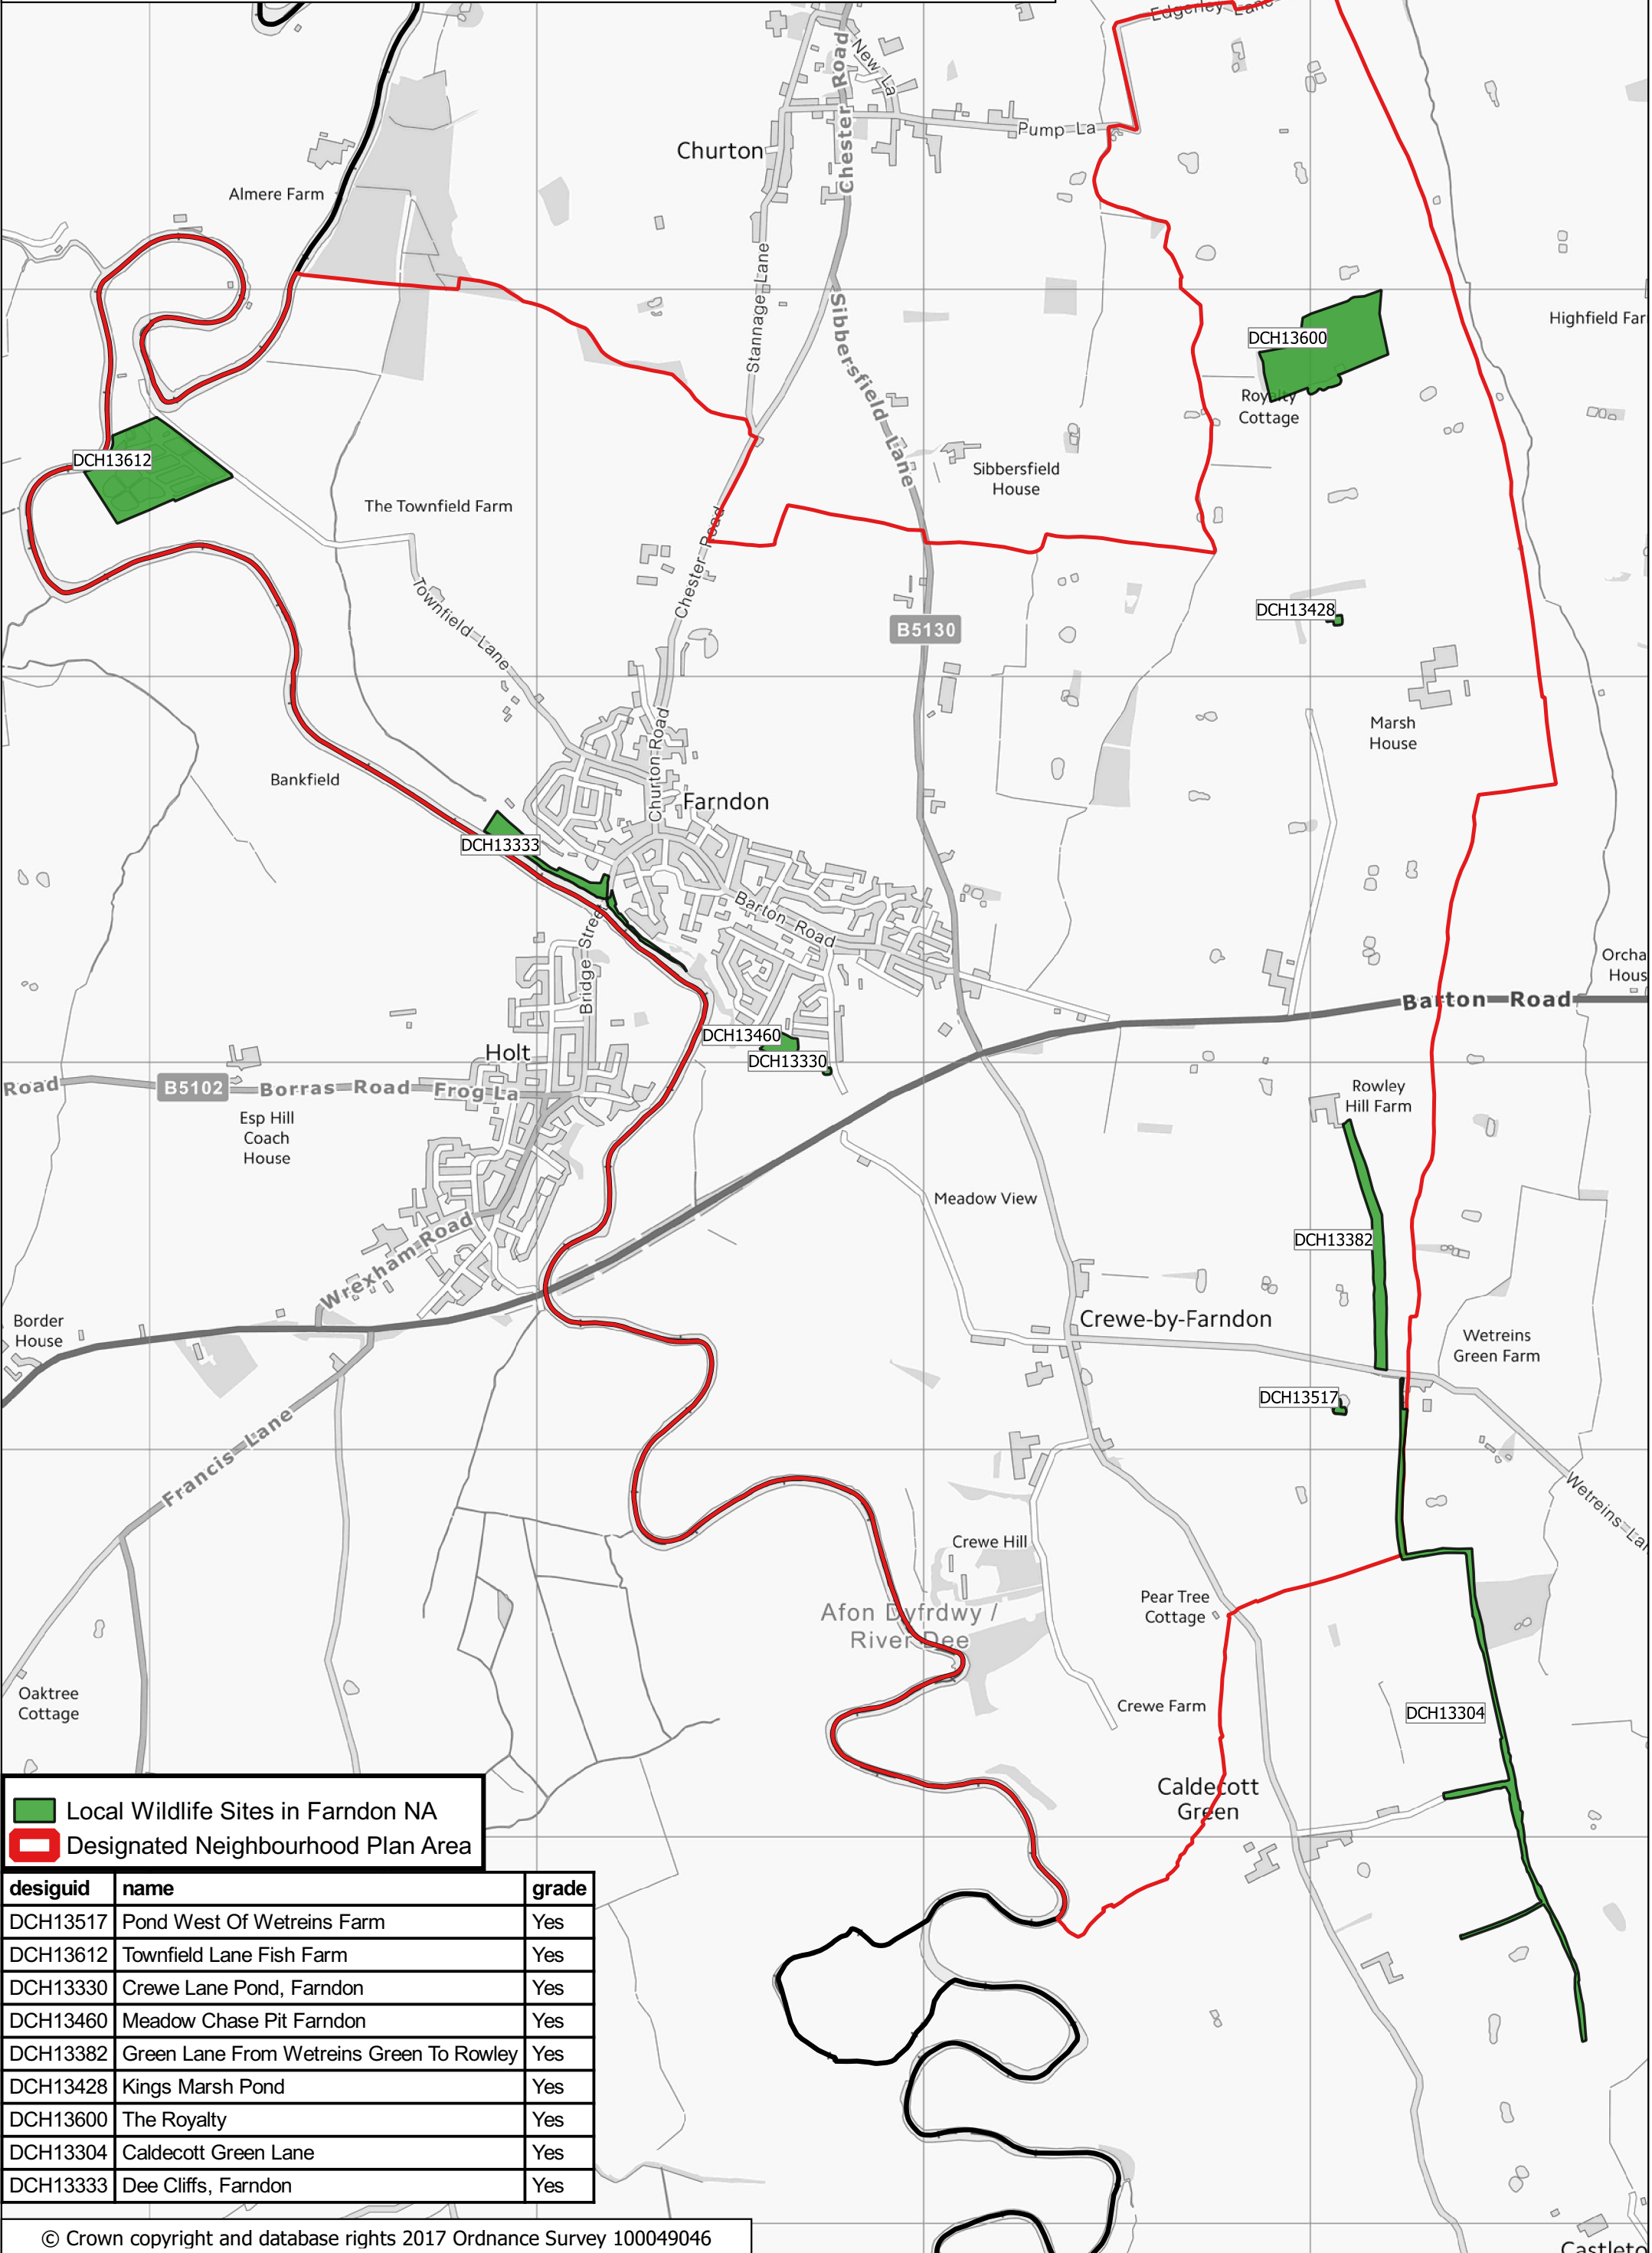 Edgerley Lane
New La
Chester Road
Pump La
Churton
Almere Farm
Stannage Lane
Sibbersfield Lane
Highfield Far
DCH13600
Royalty
Cottage
DCH13612
Sibbersfield
House
The Townfield Farm
Chester Road
Townfield Lane
DCH13428
B5130
Marsh
House
Churton Road
Bankfield
Farndon
DCH13333
Barton Road
Bridge Street
Orcha
Hous
Barton Road
DCH13460
DCH13330
Holt
Road
B5102
Borras Road
Frog La
Esp Hill
Coach
House
Rowley
Hill Farm
Meadow View
DCH13382
Wrexham Road
Border
House
Crewe-by-Farndon
Wetreins
Green Farm
DCH13517
Francis Lane
Wetreins Lan
Crewe Hill
Afon Dyfrdwy /
River Dee
Pear Tree
Cottage
Oaktree
Cottage
Crewe Farm
DCH13304
Caldecott
Green
Local Wildlife Sites in Farndon NA
Designated Neighbourhood Plan Area
desiguid name grade
DCH13517 Pond West Of Wetreins Farm Yes
DCH13612 Townfield Lane Fish Farm Yes
DCH13330 Crewe Lane Pond, Farndon Yes
DCH13460 Meadow Chase Pit Farndon Yes
DCH13382 Green Lane From Wetreins Green To Rowley Yes
DCH13428 Kings Marsh Pond Yes
DCH13600 The Royalty Yes
DCH13304 Caldecott Green Lane Yes
DCH13333 Dee Cliffs, Farndon Yes
© Crown copyright and database rights 2017 Ordnance Survey 100049046
Castleto